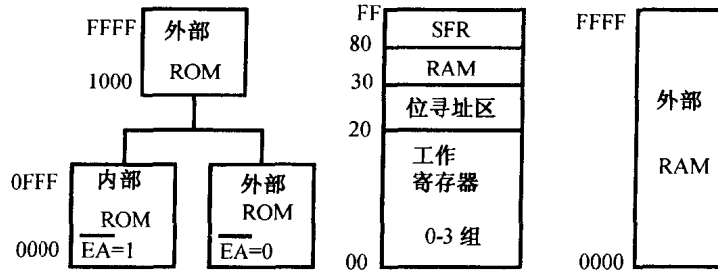 FFFF
外部
ROM
1000
0FFF
内部
ROM
0000
EA=1
外部
ROM
EA=0
FF
SFR
80
RAM
30
位寻址区
20
工作
寄存器
0-3 组
00
FFFF
外部
RAM
0000